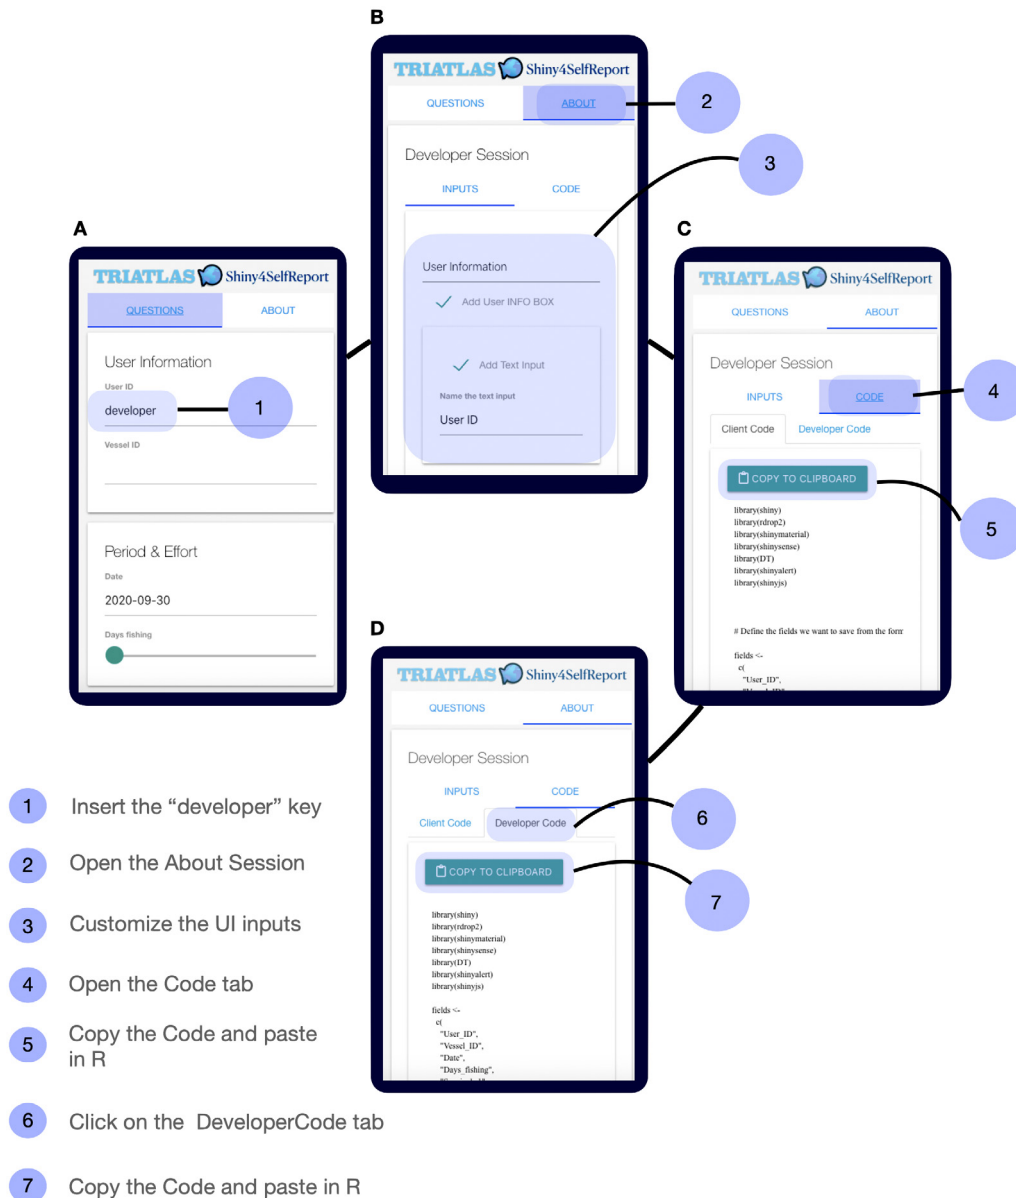 B
TRIATLAS Shiny4SelfReport
QUESTIONS ABOUT
2
Developer Session
3
INPUTS CODE
User Information
Add User INFO BOX
Add Text Input
Name the text input
User ID
A
TRIATLAS Shiny4SelfReport
QUESTIONS ABOUT
User Information
User ID
developer
1
Vessel ID
Period & Effort
Date
2020-09-30
Days fishing
C
TRIATLAS Shiny4SelfReport
QUESTIONS ABOUT
Developer Session
INPUTS CODE
4
Client Code Developer Code
COPY TO CLIPBOARD
5
library(shiny)
library(rdrop2)
library(shinymaterial)
library(shinysense)
library(DT)
library(shinyalert)
library(shinyjs)
# Define the fields we want to save from the form
fields <-
c(
"User_ID",
D
TRIATLAS Shiny4SelfReport
QUESTIONS ABOUT
Developer Session
INPUTS CODE
Client Code Developer Code
6
COPY TO CLIPBOARD
7
library(shiny)
library(rdrop2)
library(shinymaterial)
library(shinysense)
library(DT)
library(shinyalert)
library(shinyjs)
fields <-
c(
"User_ID",
"Vessel_ID",
"Date",
"Days_fishing",
1 Insert the “developer” key
2 Open the About Session
3 Customize the UI inputs
4 Open the Code tab
5 Copy the Code and paste
in R
6 Click on the DeveloperCode tab
7 Copy the Code and paste in R